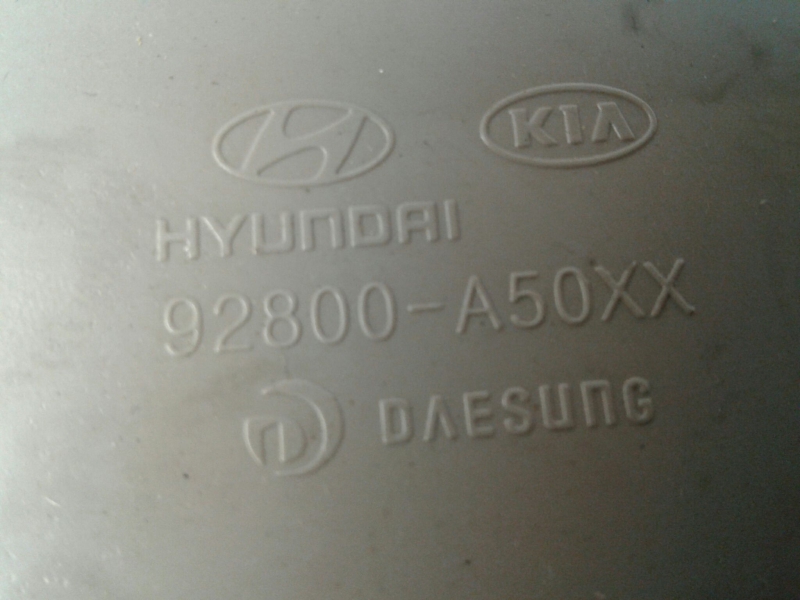 KIA
HYUNDAI
92800-A50XX
DAESUNG